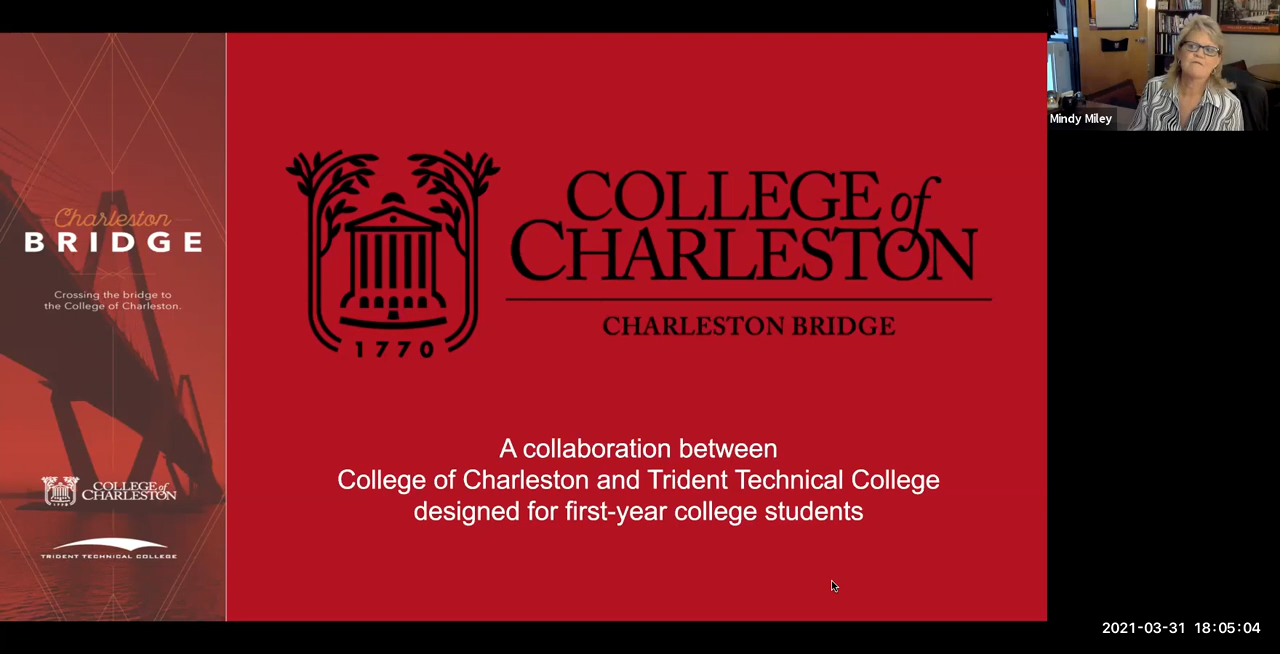 Charleston
BRIDGE
Crossing the bridge to
the College of Charleston.
COLLEGE of
CHARLESTON
1770
TRIDENT TECHNICAL COLLEGE
COLLEGE of
CHARLESTON
CHARLESTON BRIDGE
1770
A collaboration between
College of Charleston and Trident Technical College
designed for first-year college students
Mindy Miley
2021-03-31 18:05:04